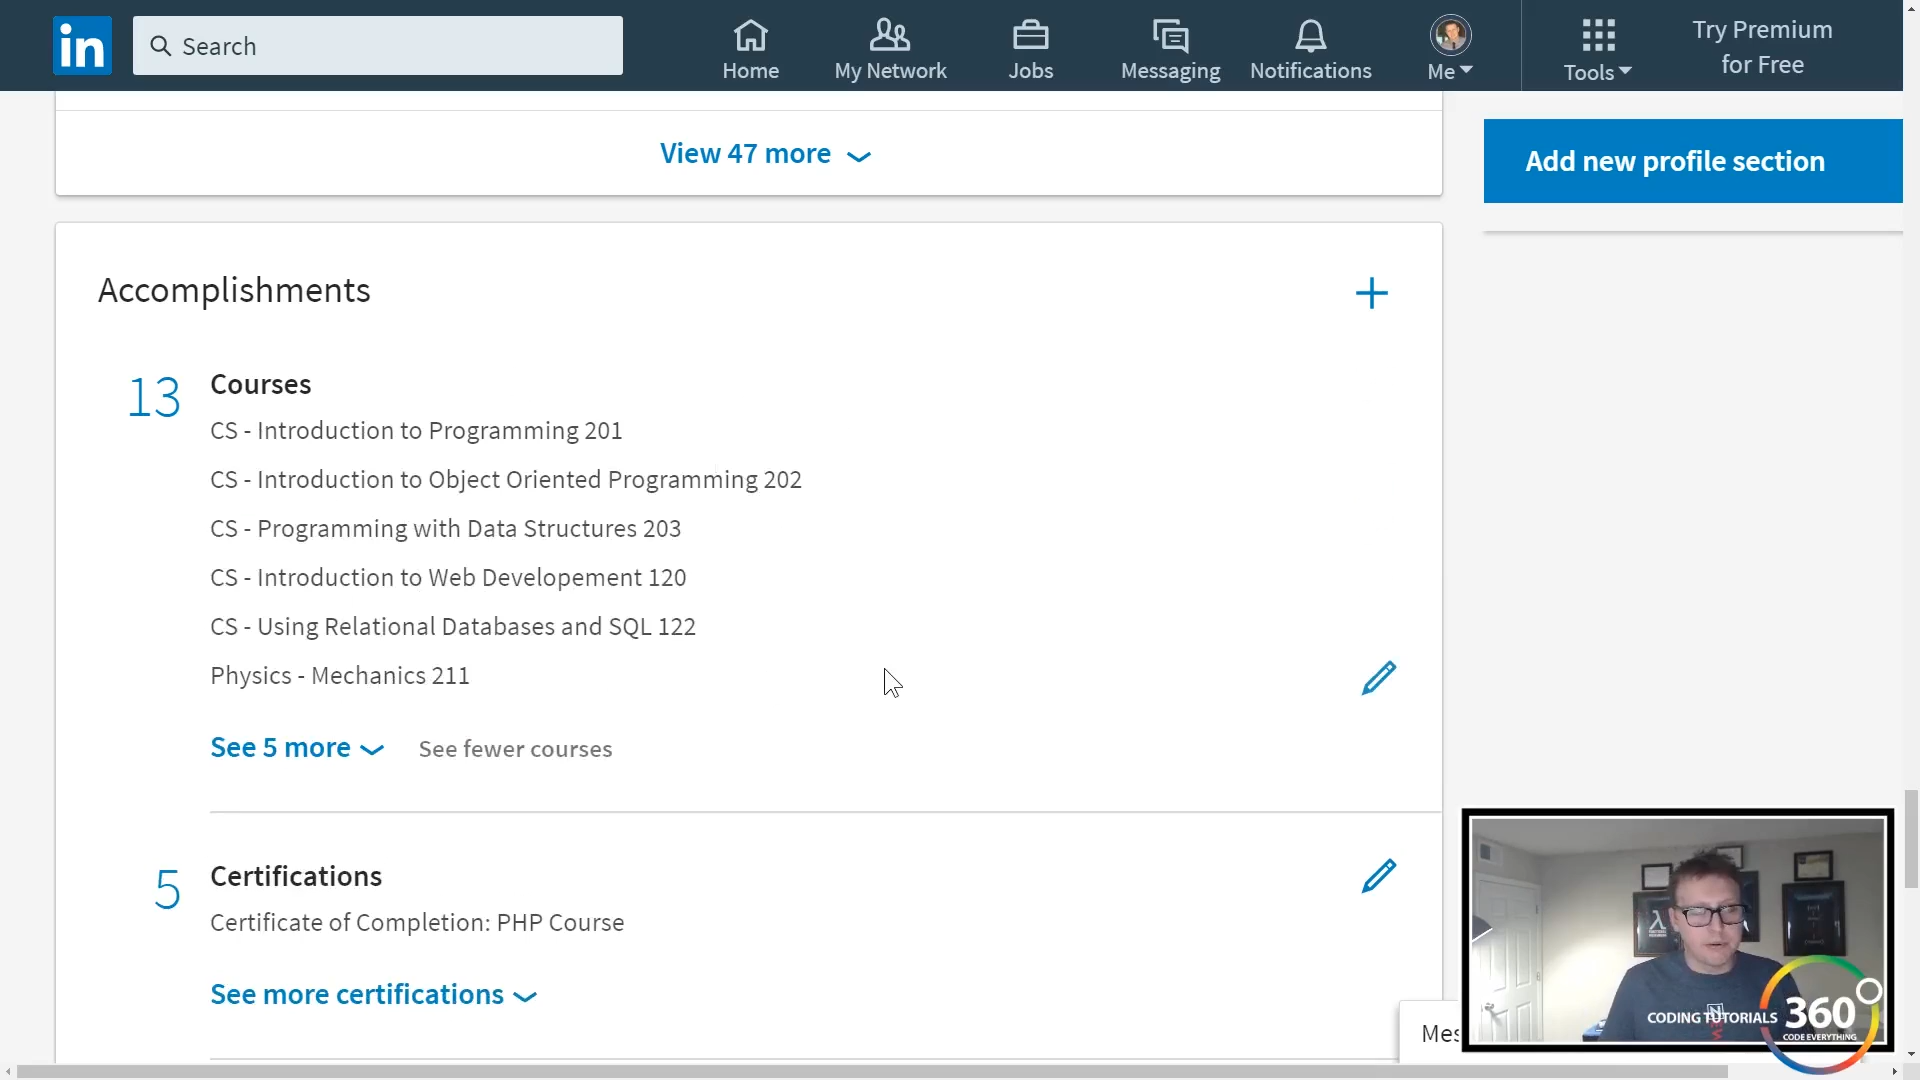 in
Search
Home
My Network
Jobs
Messaging
Notifications
Me
Tools
Try Premium
for Free
View 47 more
Add new profile section
Accomplishments
13
Courses
CS - Introduction to Programming 201
CS - Introduction to Object Oriented Programming 202
CS - Programming with Data Structures 203
CS - Introduction to Web Developement 120
CS - Using Relational Databases and SQL 122
Physics - Mechanics 211
See 5 more
See fewer courses
5
Certifications
Certificate of Completion: PHP Course
See more certifications
Mes
CODING TUTORIALS 360
CODE EVERYTHING